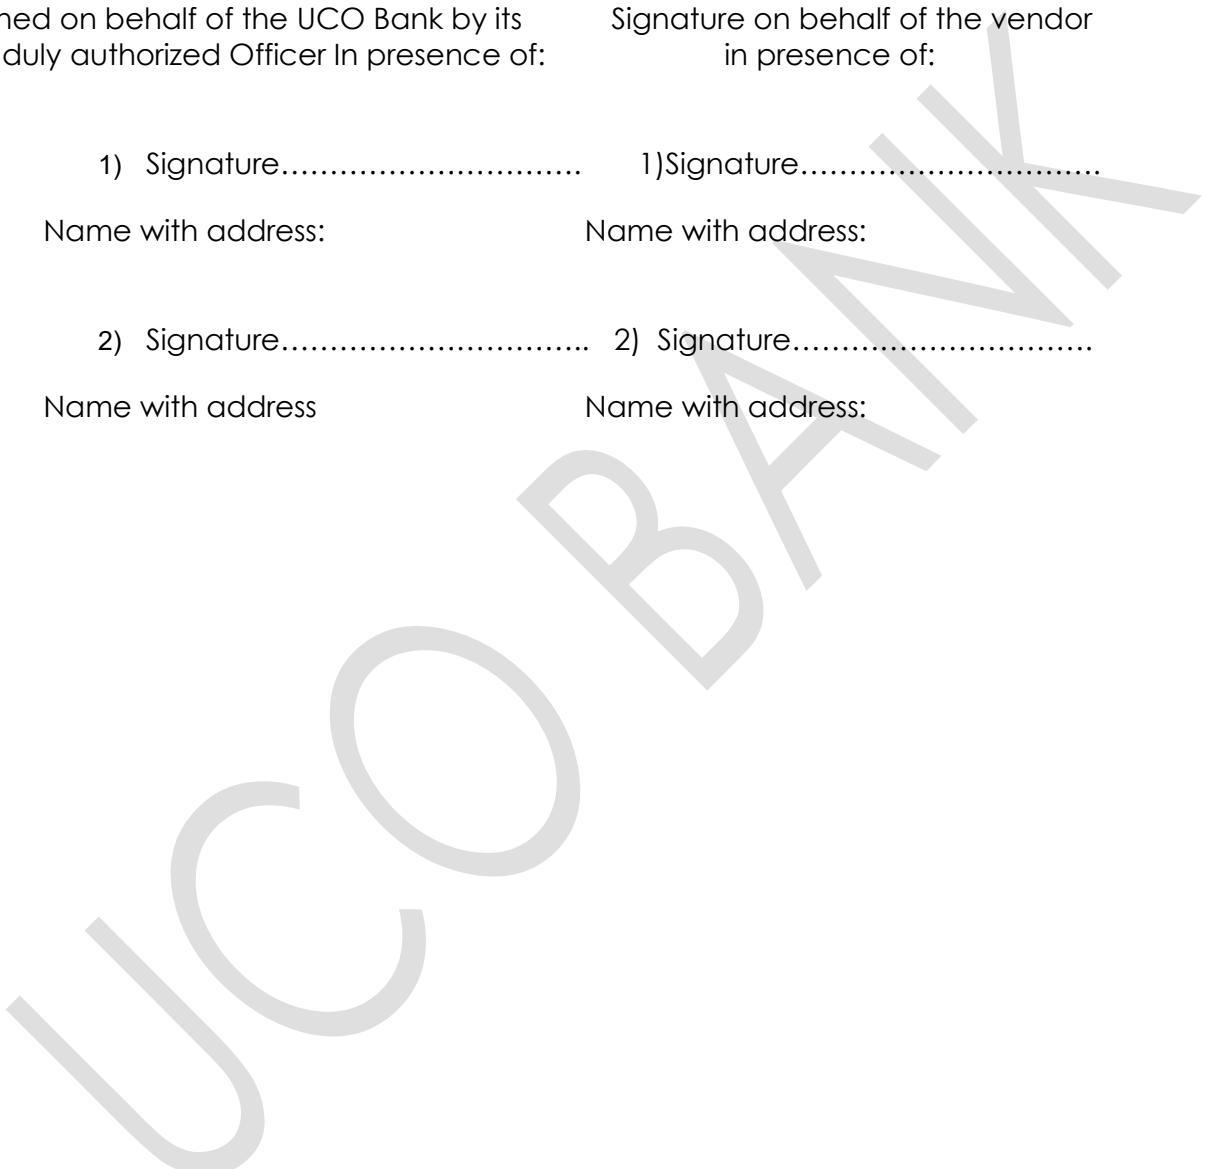 ned on behalf of the UCO Bank by its
duly authorized Officer In presence of:
Signature on behalf of the vendor
in presence of:
1) Signature…………………………. 1)Signature………………………….
Name with address: Name with address:
2) Signature………………………….. 2) Signature………………………….
Name with address Name with address:
UCO BANK